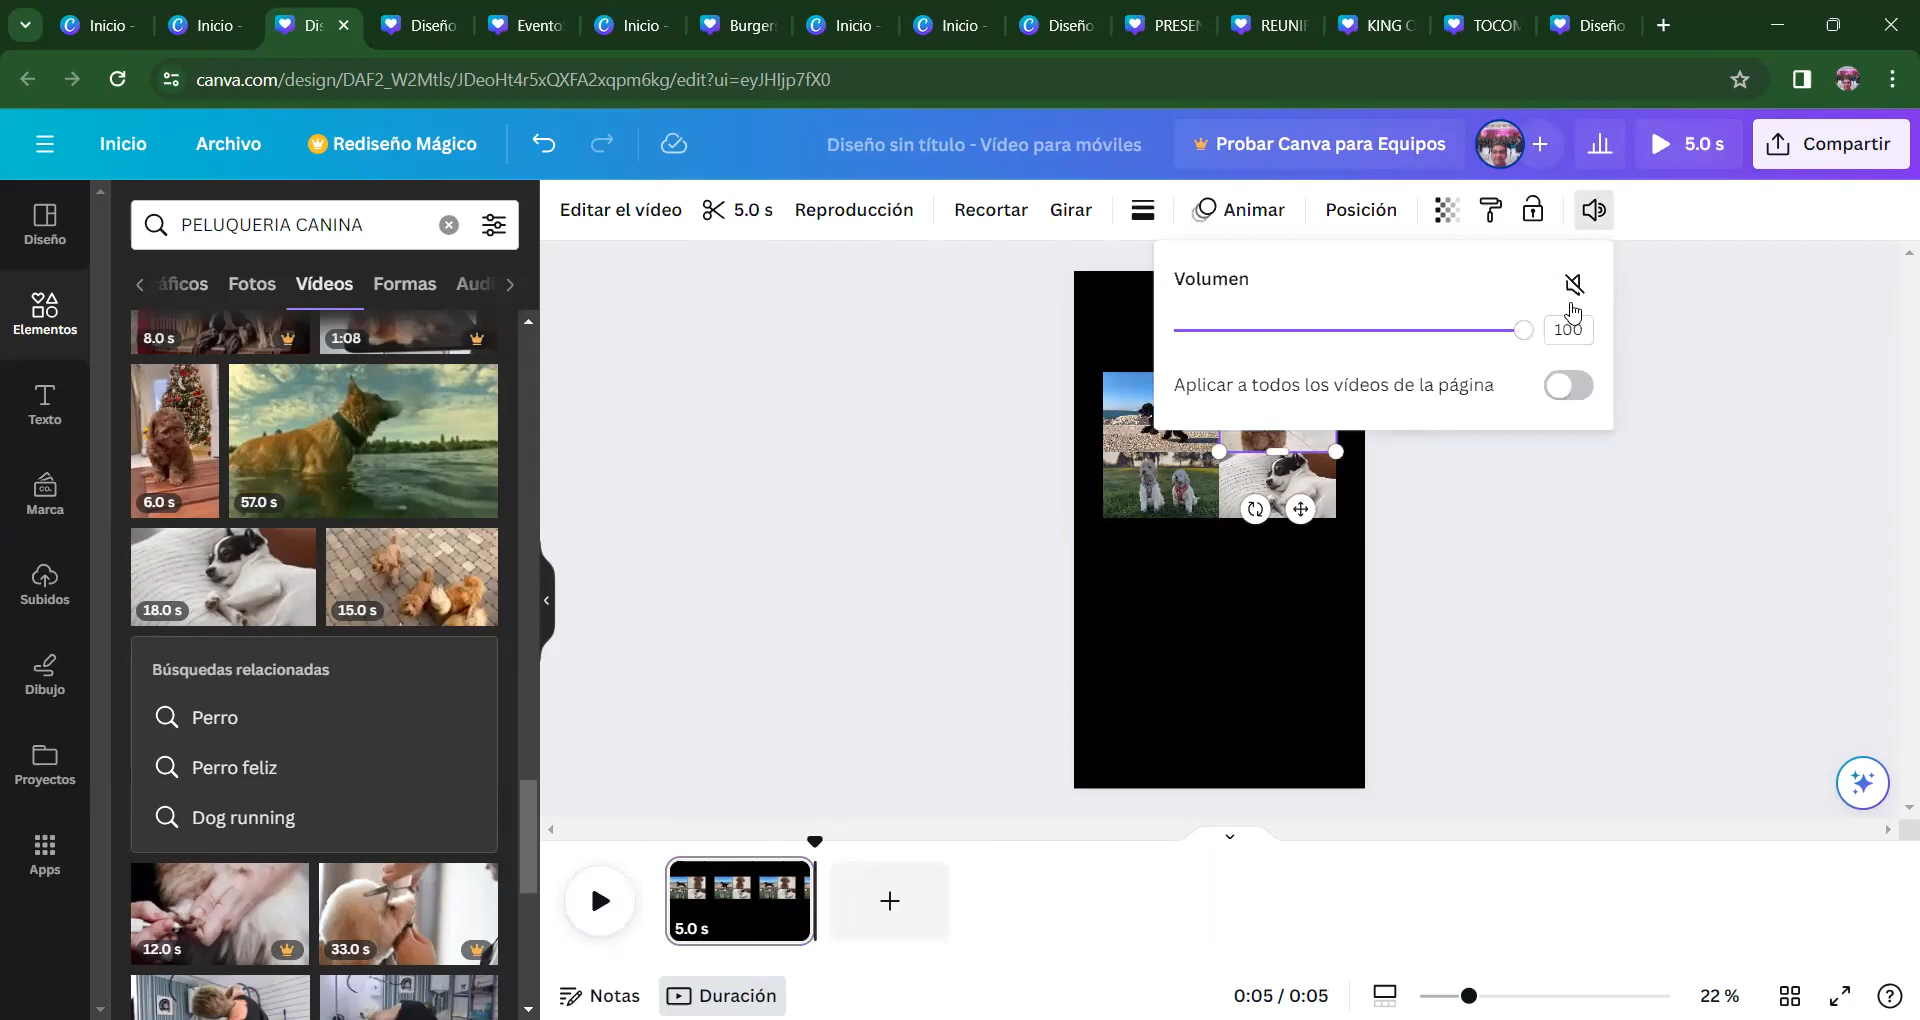 Inicio -
Inicio -
Dis
Diseño
Evento
Inicio -
Burger
Inicio -
Inicio -
Diseño
PRESEN
REUNIF
KING C
TOCOM
Diseño
canva.com/design/DAF2_W2Mtls/JDeoHt4r5xQXFA2xqpm6kg/edit?ui=eyJHIjp7fX0
Inicio
Archivo
Rediseño Mágico
Diseño sin título - Vídeo para móviles
Probar Canva para Equipos
5.0 s
Compartir
Diseño
Elementos
Texto
CO.
Marca
Subidos
Dibujo
Proyectos
Apps
PELUQUERIA CANINA
áficos
Fotos
Vídeos
Formas
Audi
8.0 s
1:08
6.0 s
57.0 s
18.0 s
15.0 s
Búsquedas relacionadas
Perro
Perro feliz
Dog running
12.0 s
33.0 s
Editar el vídeo
5.0 s
Reproducción
Recortar
Girar
Animar
Posición
Volumen
100
Aplicar a todos los vídeos de la página
5.0 s
Notas
Duración
0:05 / 0:05
22 %